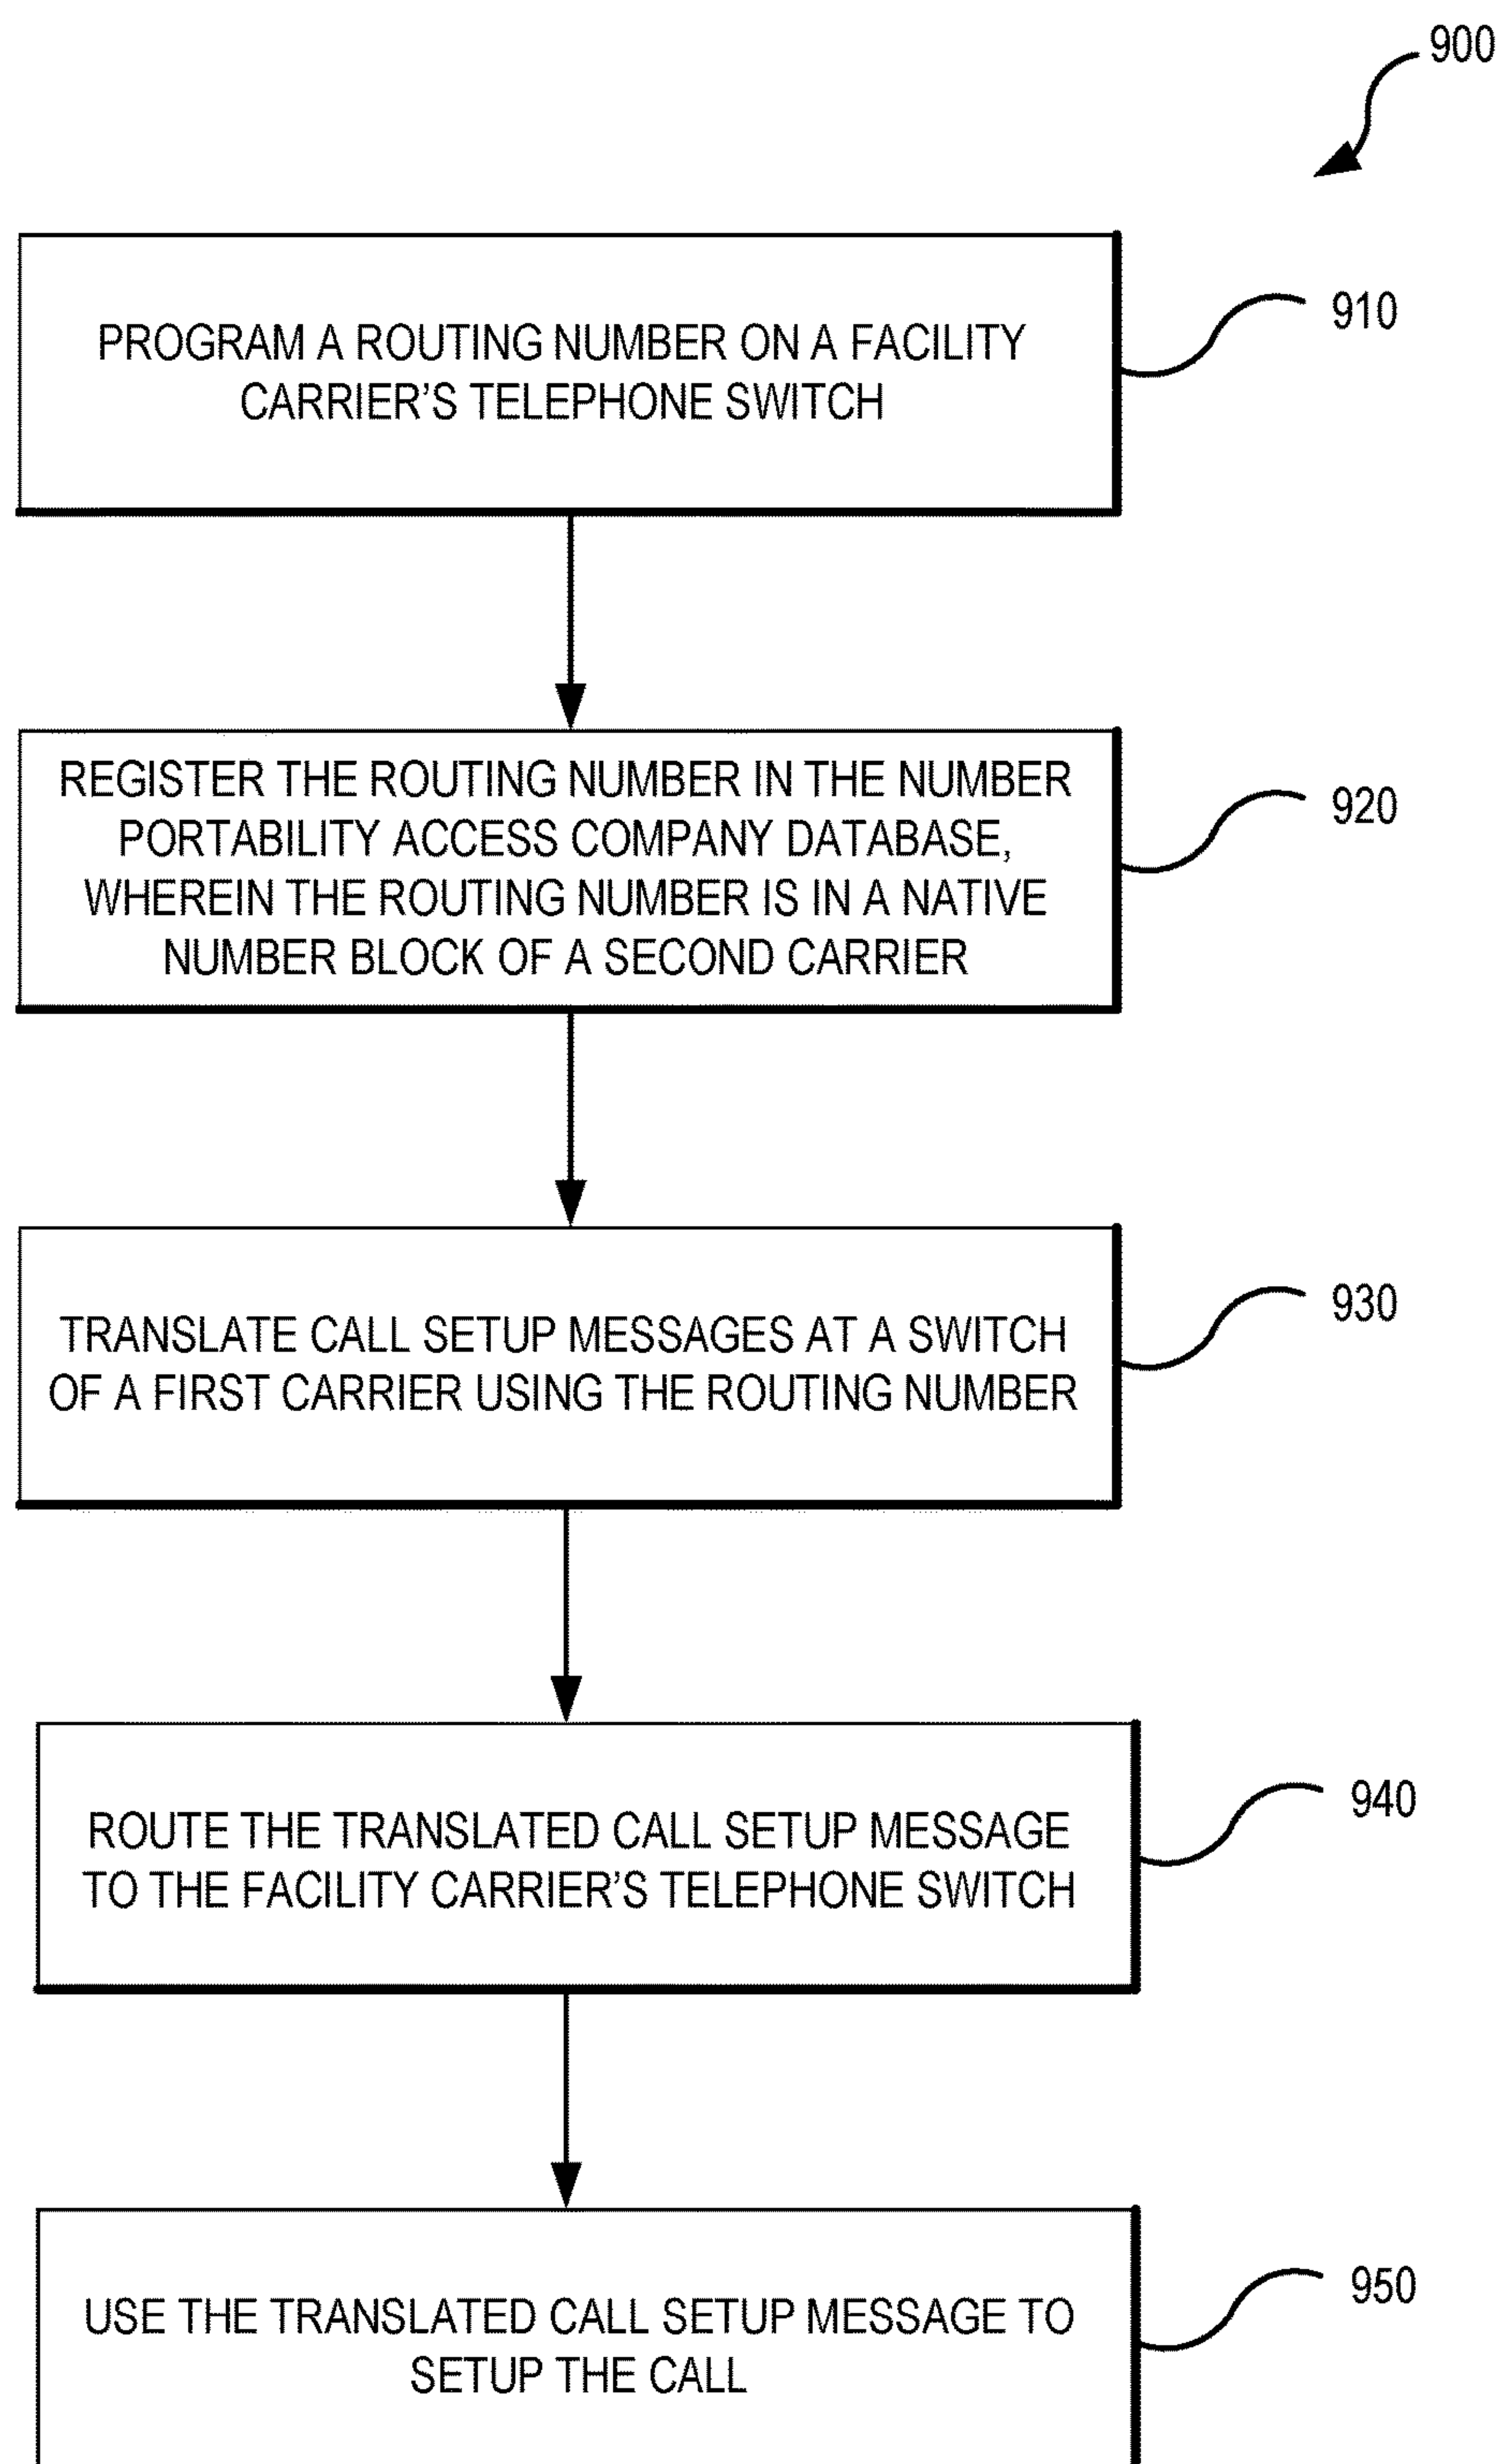 900
PROGRAM A ROUTING NUMBER ON A FACILITY
CARRIER'S TELEPHONE SWITCH
910
REGISTER THE ROUTING NUMBER IN THE NUMBER
PORTABILITY ACCESS COMPANY DATABASE,
WHEREIN THE ROUTING NUMBER IS IN A NATIVE
NUMBER BLOCK OF A SECOND CARRIER
920
TRANSLATE CALL SETUP MESSAGES AT A SWITCH
OF A FIRST CARRIER USING THE ROUTING NUMBER
930
ROUTE THE TRANSLATED CALL SETUP MESSAGE
TO THE FACILITY CARRIER'S TELEPHONE SWITCH
940
USE THE TRANSLATED CALL SETUP MESSAGE TO
SETUP THE CALL
950